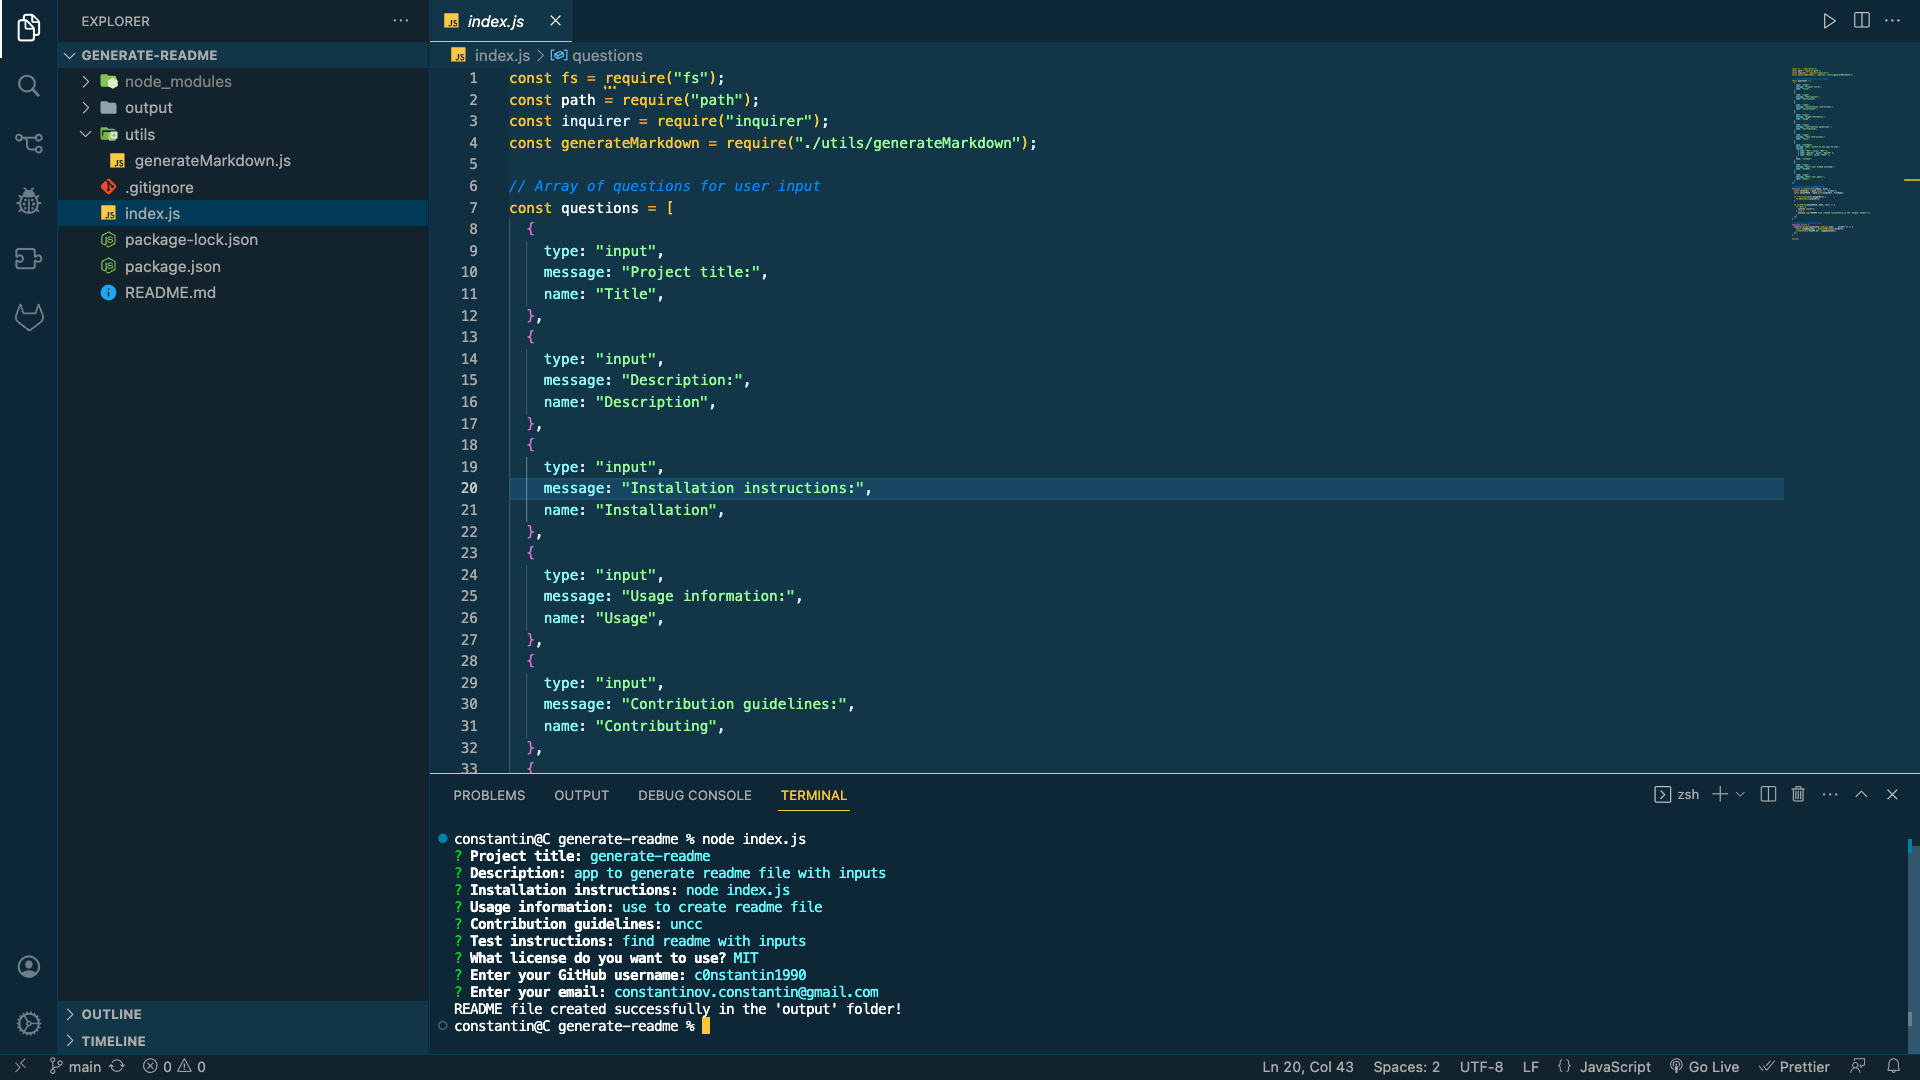 EXPLORER
GENERATE-README
node_modules
output
utils
generateMarkdown.js
.gitignore
index.js
package-lock.json
package.json
README.md
OUTLINE
TIMELINE
index.js
index.js > questions
1 const fs = require("fs");
2 const path = require("path");
3 const inquirer = require("inquirer");
4 const generateMarkdown = require("./utils/generateMarkdown");
5
6 // Array of questions for user input
7 const questions = [
8 {
9 type: "input",
10 message: "Project title:",
11 name: "Title",
12 },
13 {
14 type: "input",
15 message: "Description:",
16 name: "Description",
17 },
18 {
19 type: "input",
20 message: "Installation instructions:",
21 name: "Installation",
22 },
23 {
24 type: "input",
25 message: "Usage information:",
26 name: "Usage",
27 },
28 {
29 type: "input",
30 message: "Contribution guidelines:",
31 name: "Contributing",
32 },
33 {
PROBLEMS OUTPUT DEBUG CONSOLE TERMINAL zsh
constantin@C generate-readme % node index.js
? Project title: generate-readme
? Description: app to generate readme file with inputs
? Installation instructions: node index.js
? Usage information: use to create readme file
? Contribution guidelines: uncc
? Test instructions: find readme with inputs
? What license do you want to use? MIT
? Enter your GitHub username: c0nstantin1990
? Enter your email: constantinov.constantin@gmail.com
README file created successfully in the 'output' folder!
constantin@C generate-readme %
main 0 0 Ln 20, Col 43 Spaces: 2 UTF-8 LF {} JavaScript Go Live Prettier